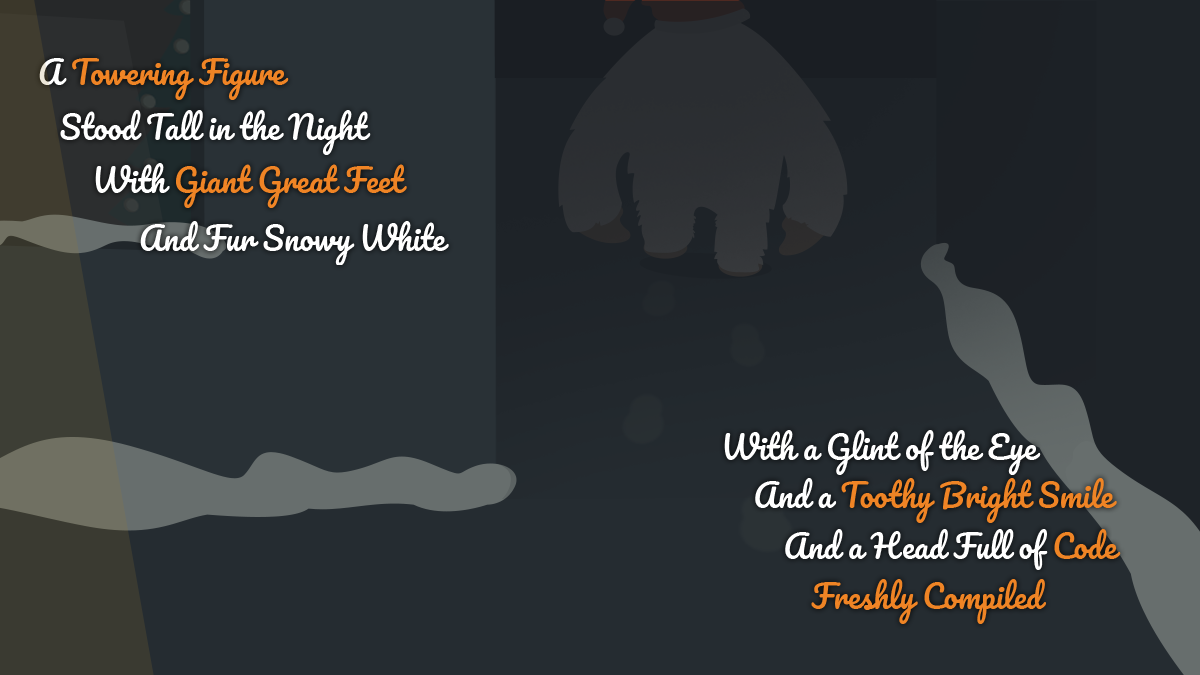 A Towering Figure
Stood Tall in the Night
With Giant Great Feet
And Fur Snowy White
With a Glint of the Eye
And a Toothy Bright Smile
And a Head Full of Code
Freshly Compiled